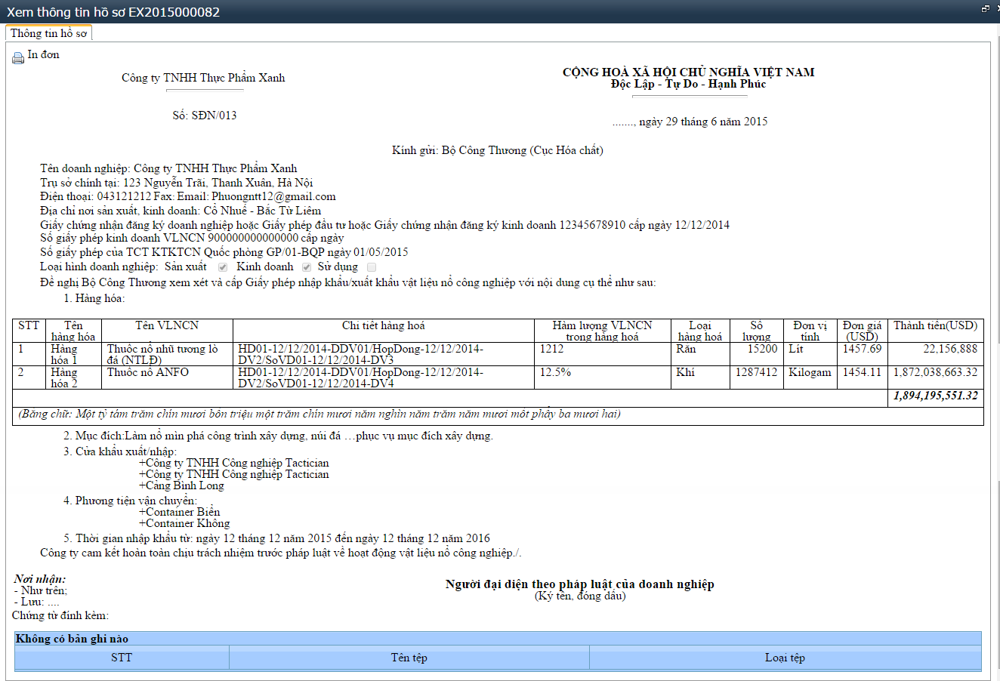 Xem thông tin hồ sơ EX2015000082
Thông tin hồ sơ
In đơn
Công ty TNHH Thực Phẩm Xanh
CỘNG HOÀ XÃ HỘI CHỦ NGHĨA VIỆT NAM
Độc Lập - Tự Do - Hạnh Phúc
Số: SĐN/013
......., ngày 29 tháng 6 năm 2015
Kính gửi: Bộ Công Thương (Cục Hóa chất)
Tên doanh nghiệp: Công ty TNHH Thực Phẩm Xanh
Trụ sở chính tại: 123 Nguyễn Trãi, Thanh Xuân, Hà Nội
Điện thoại: 043121212 Fax: Email: Phuongntt12@gmail.com
Địa chỉ nơi sản xuất, kinh doanh: Cổ Nhuế - Bắc Từ Liêm
Giấy chứng nhận đăng ký doanh nghiệp hoặc Giấy phép đầu tư hoặc Giấy chứng nhận đăng ký kinh doanh 12345678910 cấp ngày 12/12/2014
Số giấy phép kinh doanh VLNCN 900000000000000 cấp ngày
Số giấy phép của TCT KTKTCN Quốc phòng GP/01-BQP ngày 01/05/2015
Loại hình doanh nghiệp: Sản xuất Kinh doanh Sử dụng
Đề nghị Bộ Công Thương xem xét và cấp Giấy phép nhập khẩu/xuất khẩu vật liệu nổ công nghiệp với nội dung cụ thể như sau:
1. Hàng hóa:
STT Tên hàng hóa Tên VLNCN Chi tiết hàng hoá Hàm lượng VLNCN trong hàng hoá Loại hàng hoá Số lượng Đơn vị tính Đơn giá (USD) Thành tiền(USD)
1 Hàng hóa 1 Thuốc nổ nhũ tương lò đá (NTLĐ) HD01-12/12/2014-DDV01/HopDong-12/12/2014-DV2/SoVD01-12/12/2014-DV3 1212 Rắn 15200 Lít 1457.69 22,156,888
2 Hàng hóa 2 Thuốc nổ ANFO HD01-12/12/2014-DDV01/HopDong-12/12/2014-DV2/SoVD01-12/12/2014-DV4 12.5% Khí 1287412 Kilogam 1454.11 1,872,038,663.32
1,894,195,551.32
(Bằng chữ: Một tỷ tám trăm chín mươi bốn triệu một trăm chín mươi năm nghìn năm trăm năm mươi mốt phẩy ba mươi hai)
2. Mục đích:Làm nổ mìn phá công trình xây dựng, núi đá …phục vụ mục đích xây dựng.
3. Cửa khẩu xuất/nhập:
+Công ty TNHH Công nghiệp Tactician
+Công ty TNHH Công nghiệp Tactician
+Cảng Bình Long
4. Phương tiện vận chuyển:
+Container Biển
+Container Không
5. Thời gian nhập khẩu từ: ngày 12 tháng 12 năm 2015 đến ngày 12 tháng 12 năm 2016
Công ty cam kết hoàn toàn chịu trách nhiệm trước pháp luật về hoạt động vật liệu nổ công nghiệp./.
Nơi nhận:
- Như trên;
- Lưu: ....
Người đại diện theo pháp luật của doanh nghiệp
(Ký tên, đóng dấu)
Chứng từ đính kèm:
Không có bản ghi nào
STT Tên tệp Loại tệp